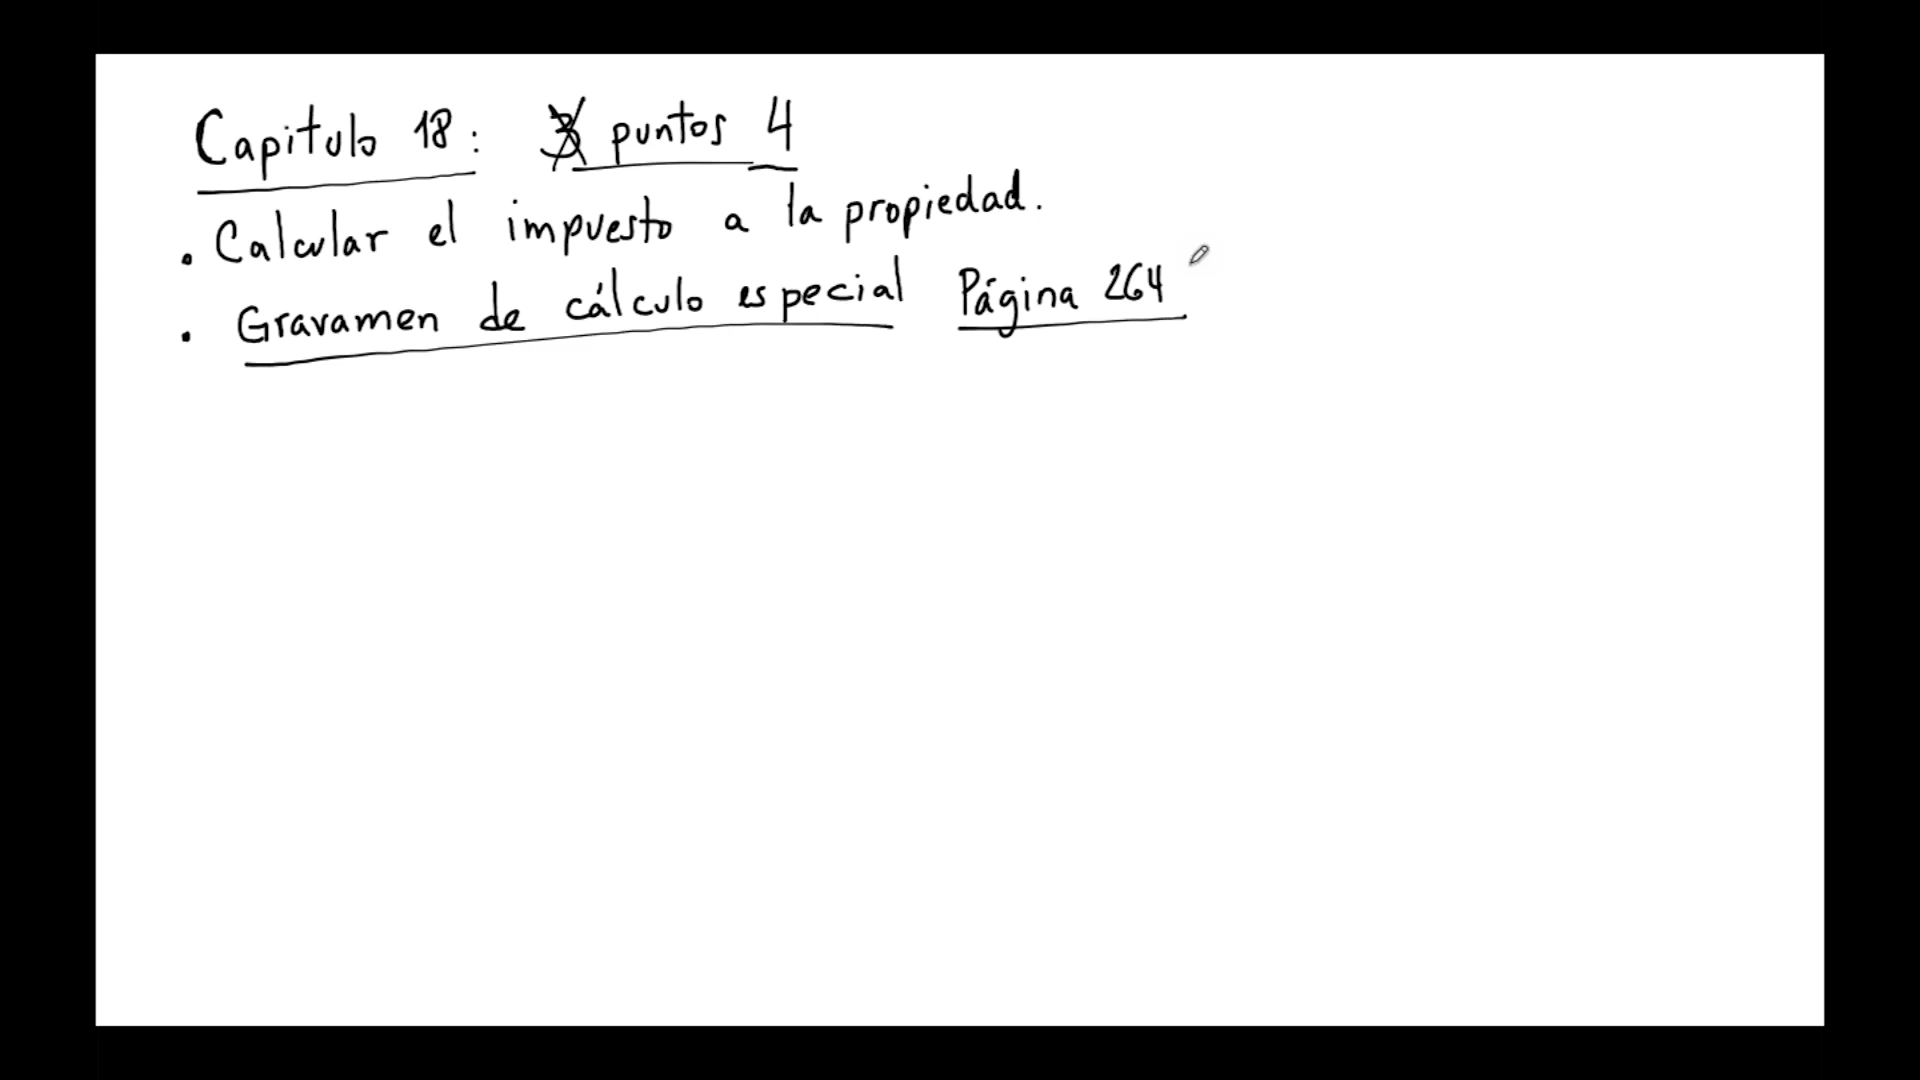 Capitulo 18: 3 puntos 4
. Calcular el impuesto a la propiedad.
. Gravamen de cálculo especial Página 264